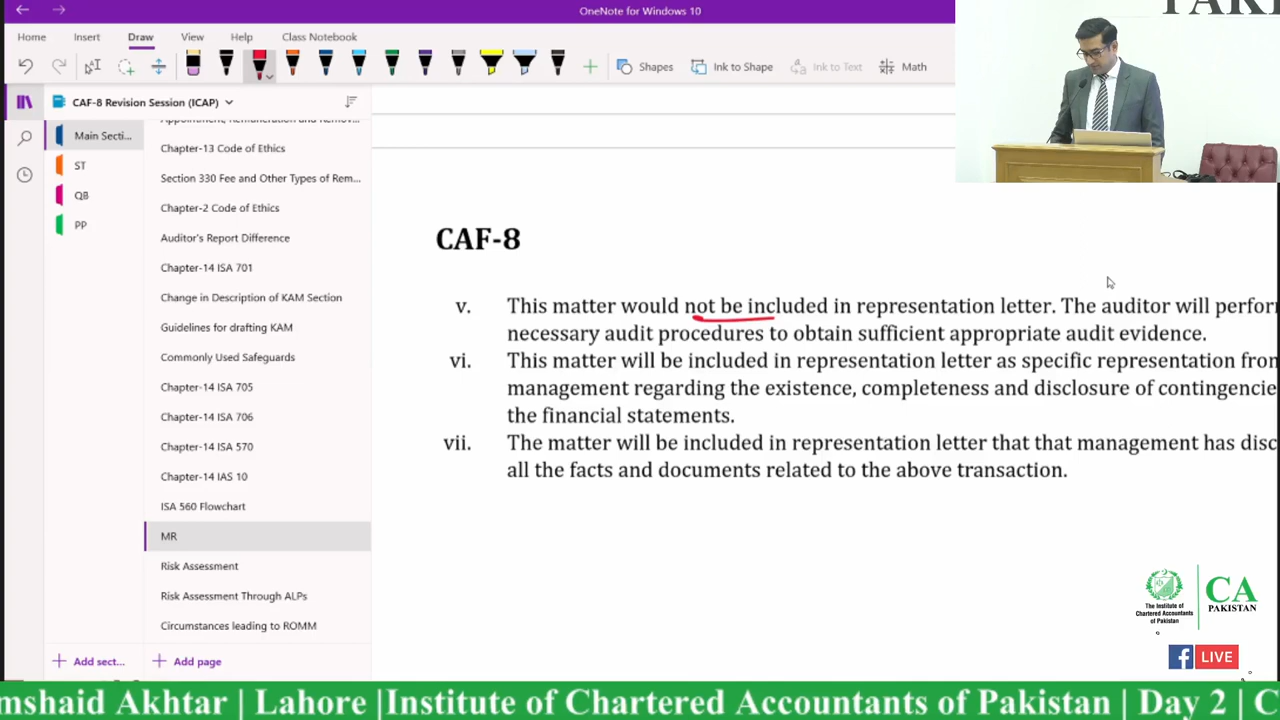 OneNote for Windows 10
Home Insert Draw View Help Class Notebook
Shapes Ink to Shape Ink to Text Math
CAF-8 Revision Session (ICAP)
Main Secti...
ST
QB
PP
Appointment, Remuneration and Remov...
Chapter-13 Code of Ethics
Section 330 Fee and Other Types of Rem...
Chapter-2 Code of Ethics
Auditor's Report Difference
Chapter-14 ISA 701
Change in Description of KAM Section
Guidelines for drafting KAM
Commonly Used Safeguards
Chapter-14 ISA 705
Chapter-14 ISA 706
Chapter-14 ISA 570
Chapter-14 IAS 10
ISA 560 Flowchart
MR
Risk Assessment
Risk Assessment Through ALPs
Circumstances leading to ROMM
Add sect...
Add page
CAF-8
v. This matter would not be included in representation letter. The auditor will perfor
necessary audit procedures to obtain sufficient appropriate audit evidence.
vi. This matter will be included in representation letter as specific representation fro
management regarding the existence, completeness and disclosure of contingencie
the financial statements.
vii. The matter will be included in representation letter that that management has disc
all the facts and documents related to the above transaction.
The Institute of
Chartered Accountants
of Pakistan
CA
PAKISTAN
LIVE
mshaid Akhtar | Lahore |Institute of Chartered Accountants of Pakistan | Day 2 | C